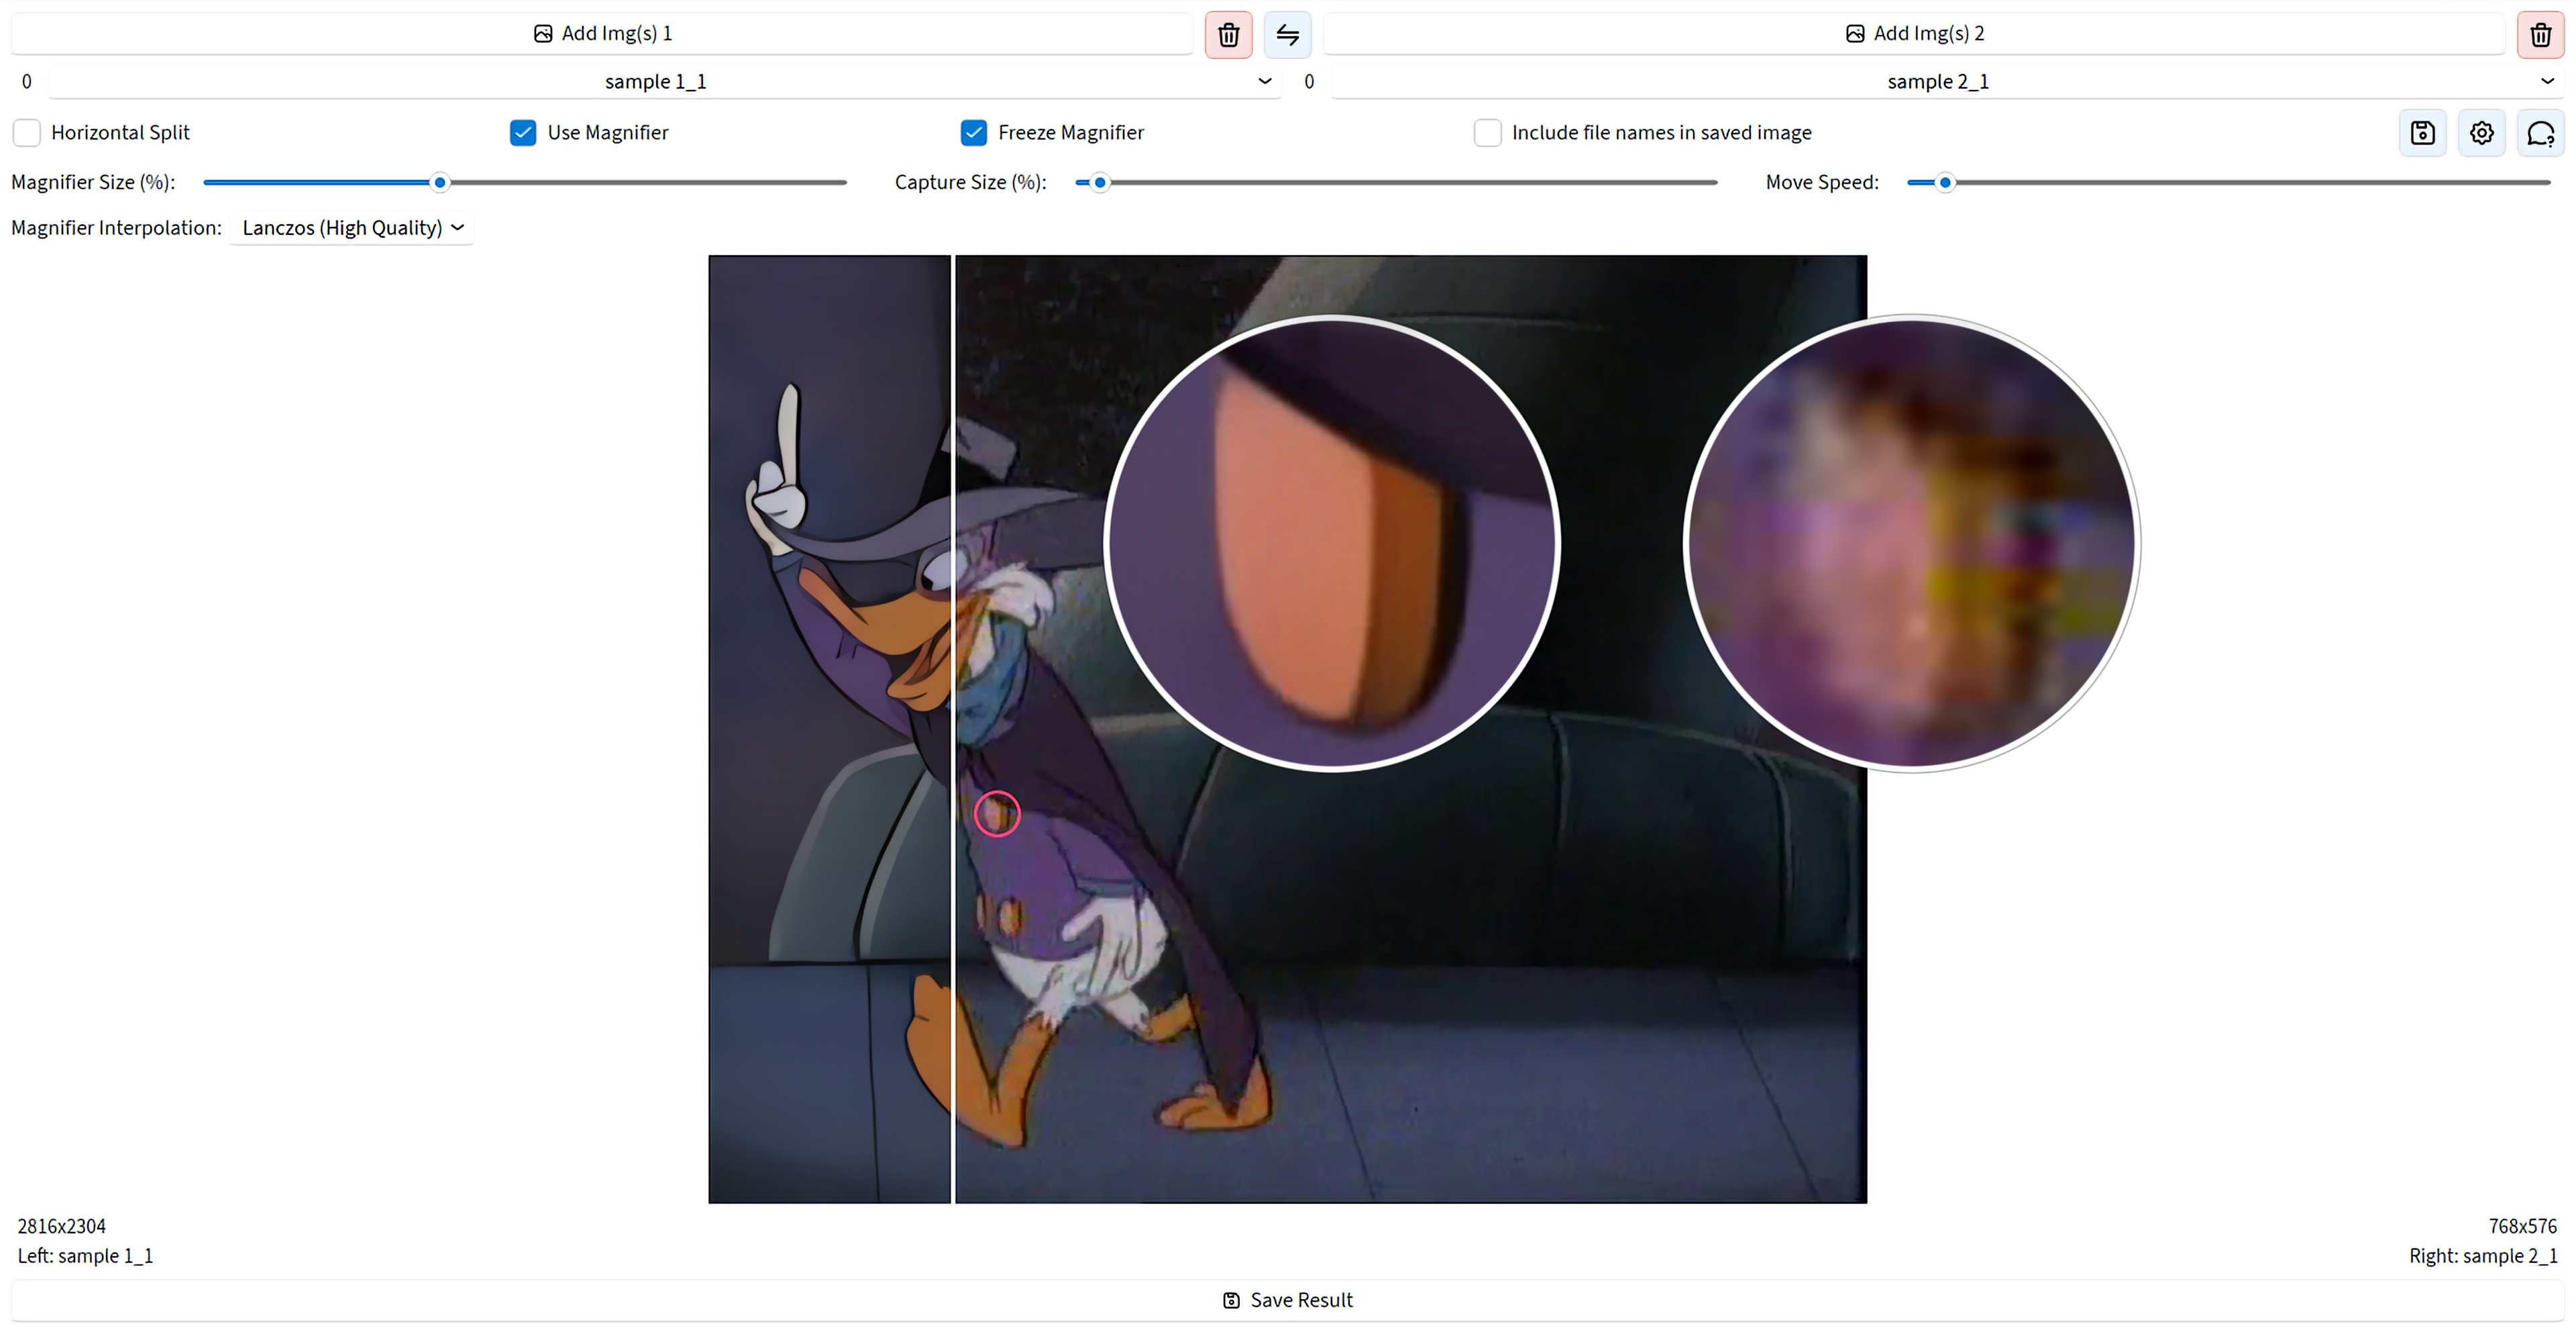 Add Img(s) 1
Add Img(s) 2
0 sample 1_1 0 sample 2_1
Horizontal Split Use Magnifier Freeze Magnifier Include file names in saved image
Magnifier Size (%): Capture Size (%): Move Speed:
Magnifier Interpolation: Lanczos (High Quality)
2816x2304 768x576
Left: sample 1_1 Right: sample 2_1
Save Result